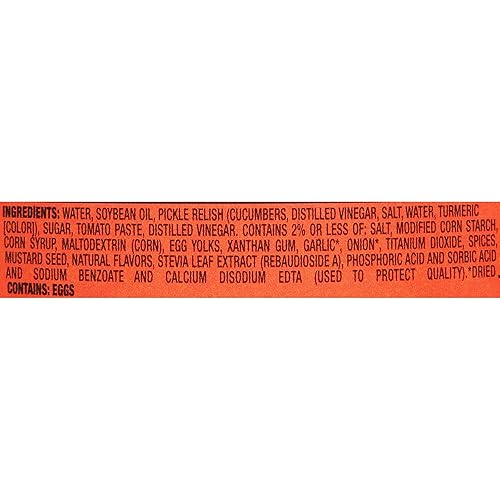 INGREDIENTS: WATER, SOYBEAN OIL, PICKLE RELISH (CUCUMBERS, DISTILLED VINEGAR, SALT, WATER, TURMERIC
[COLOR]), SUGAR, TOMATO PASTE, DISTILLED VINEGAR. CONTAINS 2% OR LESS OF: SALT, MODIFIED CORN STARCH,
CORN SYRUP, MALTODEXTRIN (CORN), EGG YOLKS, XANTHAN GUM, GARLIC*, ONION*, TITANIUM DIOXIDE, SPICES,
MUSTARD SEED, NATURAL FLAVORS, STEVIA LEAF EXTRACT (REBAUDIOSIDE A), PHOSPHORIC ACID AND SORBIC ACID
AND SODIUM BENZOATE AND CALCIUM DISODIUM EDTA (USED TO PROTECT QUALITY).*DRIED
CONTAINS: EGGS